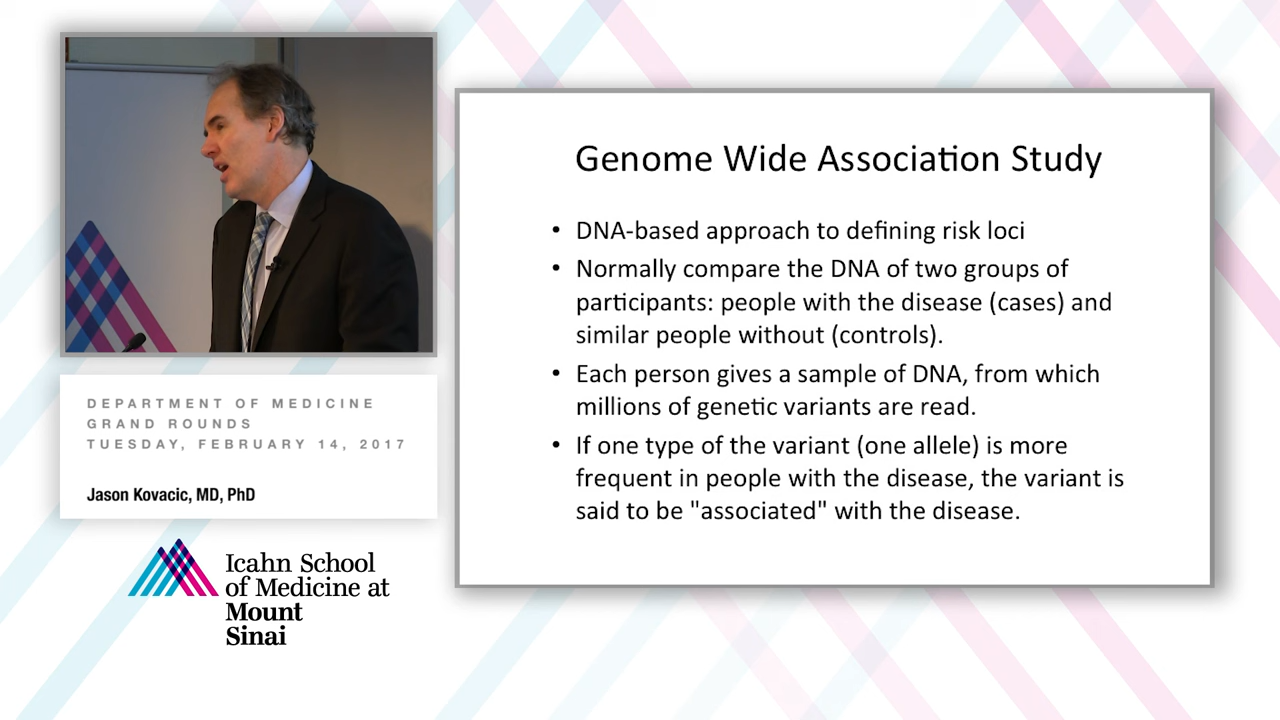 DEPARTMENT OF MEDICINE
GRAND ROUNDS
TUESDAY, FEBRUARY 14, 2017
Jason Kovacic, MD, PhD
Icahn School
of Medicine at
Mount
Sinai
Genome Wide Association Study
• DNA-based approach to defining risk loci
• Normally compare the DNA of two groups of
participants: people with the disease (cases) and
similar people without (controls).
• Each person gives a sample of DNA, from which
millions of genetic variants are read.
• If one type of the variant (one allele) is more
frequent in people with the disease, the variant is
said to be "associated" with the disease.